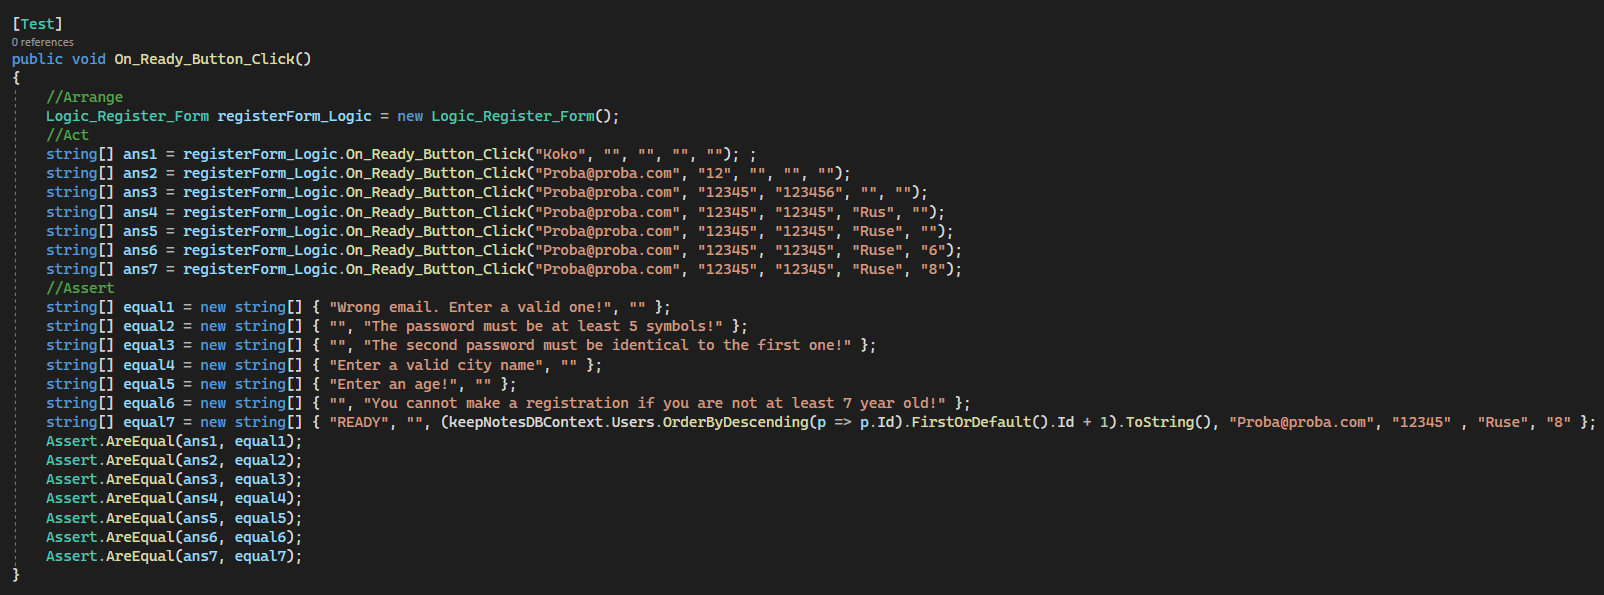 [Test]
0 references
public void On_Ready_Button_Click()
{
//Arrange
Logic_Register_Form registerForm_Logic = new Logic_Register_Form();
//Act
string[] ans1 = registerForm_Logic.On_Ready_Button_Click("Koko", "", "", "", ""); ;
string[] ans2 = registerForm_Logic.On_Ready_Button_Click("Proba@proba.com", "12", "", "", "");
string[] ans3 = registerForm_Logic.On_Ready_Button_Click("Proba@proba.com", "12345", "123456", "", "");
string[] ans4 = registerForm_Logic.On_Ready_Button_Click("Proba@proba.com", "12345", "12345", "Rus", "");
string[] ans5 = registerForm_Logic.On_Ready_Button_Click("Proba@proba.com", "12345", "12345", "Ruse", "");
string[] ans6 = registerForm_Logic.On_Ready_Button_Click("Proba@proba.com", "12345", "12345", "Ruse", "6");
string[] ans7 = registerForm_Logic.On_Ready_Button_Click("Proba@proba.com", "12345", "12345", "Ruse", "8");
//Assert
string[] equal1 = new string[] { "Wrong email. Enter a valid one!", "" };
string[] equal2 = new string[] { "", "The password must be at least 5 symbols!" };
string[] equal3 = new string[] { "", "The second password must be identical to the first one!" };
string[] equal4 = new string[] { "Enter a valid city name", "" };
string[] equal5 = new string[] { "Enter an age!", "" };
string[] equal6 = new string[] { "", "You cannot make a registration if you are not at least 7 year old!" };
string[] equal7 = new string[] { "READY", "", (keepNotesDBContext.Users.OrderByDescending(p => p.Id).FirstOrDefault().Id + 1).ToString(), "Proba@proba.com", "12345" , "Ruse", "8" };
Assert.AreEqual(ans1, equal1);
Assert.AreEqual(ans2, equal2);
Assert.AreEqual(ans3, equal3);
Assert.AreEqual(ans4, equal4);
Assert.AreEqual(ans5, equal5);
Assert.AreEqual(ans6, equal6);
Assert.AreEqual(ans7, equal7);
}